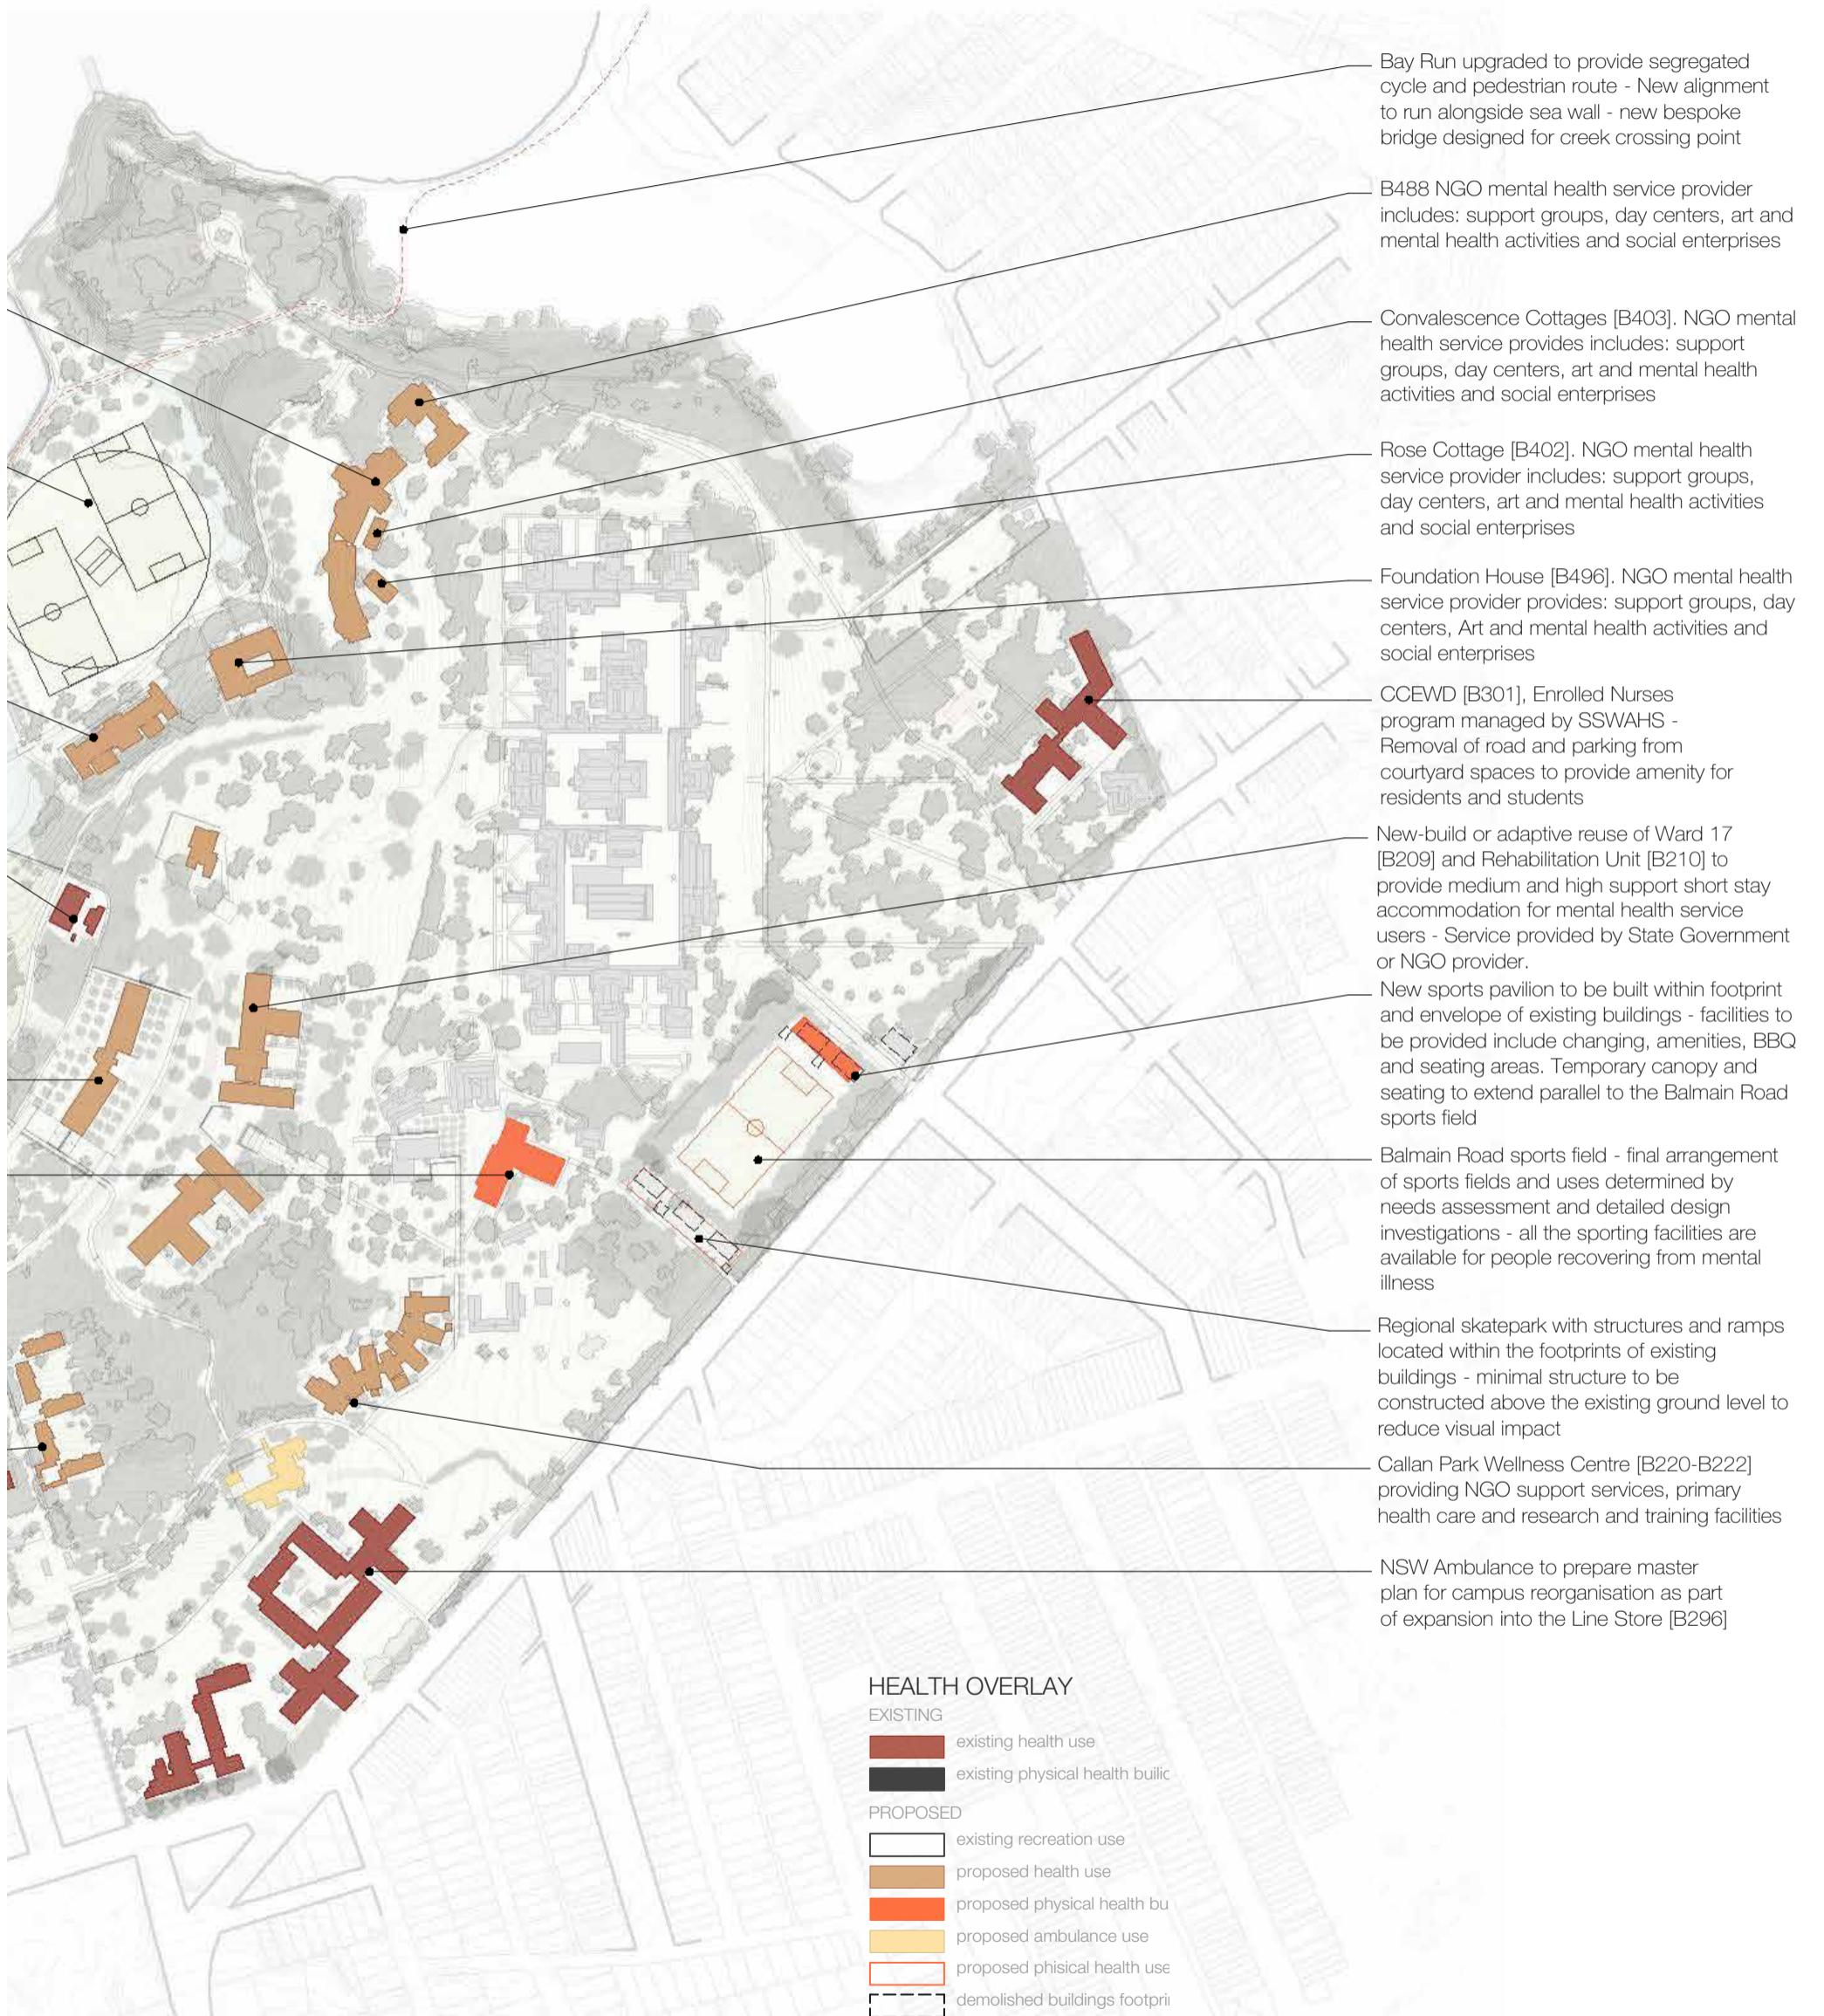 Bay Run upgraded to provide segregated
cycle and pedestrian route - New alignment
to run alongside sea wall - new bespoke
bridge designed for creek crossing point
B488 NGO mental health service provider
includes: support groups, day centers, art and
mental health activities and social enterprises
Convalescence Cottages [B403]. NGO mental
health service provides includes: support
groups, day centers, art and mental health
activities and social enterprises
Rose Cottage [B402]. NGO mental health
service provider includes: support groups,
day centers, art and mental health activities
and social enterprises
Foundation House [B496]. NGO mental health
service provider provides: support groups, day
centers, Art and mental health activities and
social enterprises
CCEWD [B301], Enrolled Nurses
program managed by SSWAHS -
Removal of road and parking from
courtyard spaces to provide amenity for
residents and students
New-build or adaptive reuse of Ward 17
[B209] and Rehabilitation Unit [B210] to
provide medium and high support short stay
accommodation for mental health service
users - Service provided by State Government
or NGO provider.
New sports pavilion to be built within footprint
and envelope of existing buildings - facilities to
be provided include changing, amenities, BBQ
and seating areas. Temporary canopy and
seating to extend parallel to the Balmain Road
sports field
Balmain Road sports field - final arrangement
of sports fields and uses determined by
needs assessment and detailed design
investigations - all the sporting facilities are
available for people recovering from mental
illness
Regional skatepark with structures and ramps
located within the footprints of existing
buildings - minimal structure to be
constructed above the existing ground level to
reduce visual impact
Callan Park Wellness Centre [B220-B222]
providing NGO support services, primary
health care and research and training facilities
NSW Ambulance to prepare master
plan for campus reorganisation as part
of expansion into the Line Store [B296]
HEALTH OVERLAY
EXISTING
existing health use
existing physical health builc
PROPOSED
existing recreation use
proposed health use
proposed physical health bu
proposed ambulance use
proposed phisical health use
demolished buildings footpri